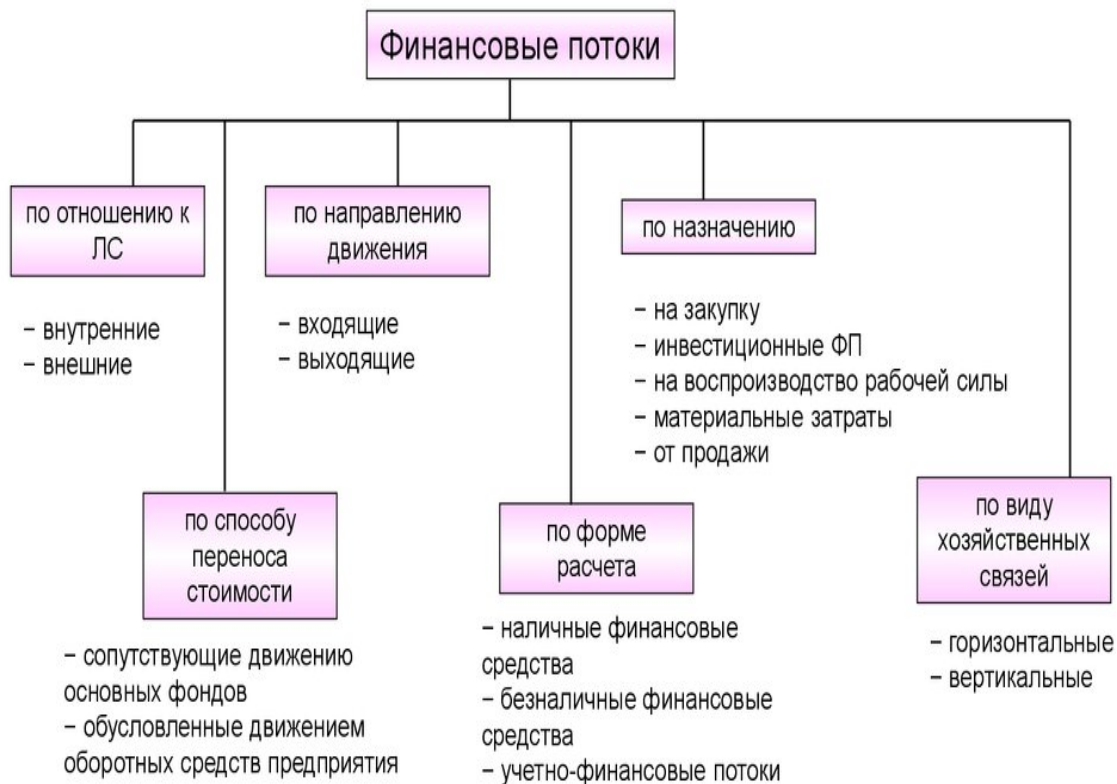 Финансовые потоки
по отношению к
ЛС
− внутренние
− внешние
по направлению
движения
− входящие
− выходящие
по назначению
− на закупку
− инвестиционные ФП
− на воспроизводство рабочей силы
− материальные затраты
− от продажи
по способу
переноса
стоимости
− сопутствующие движению
основных фондов
− обусловленные движением
оборотных средств предприятия
по форме
расчета
− наличные финансовые
средства
− безналичные финансовые
средства
− учетно-финансовые потоки
по виду
хозяйственных
связей
− горизонтальные
− вертикальные